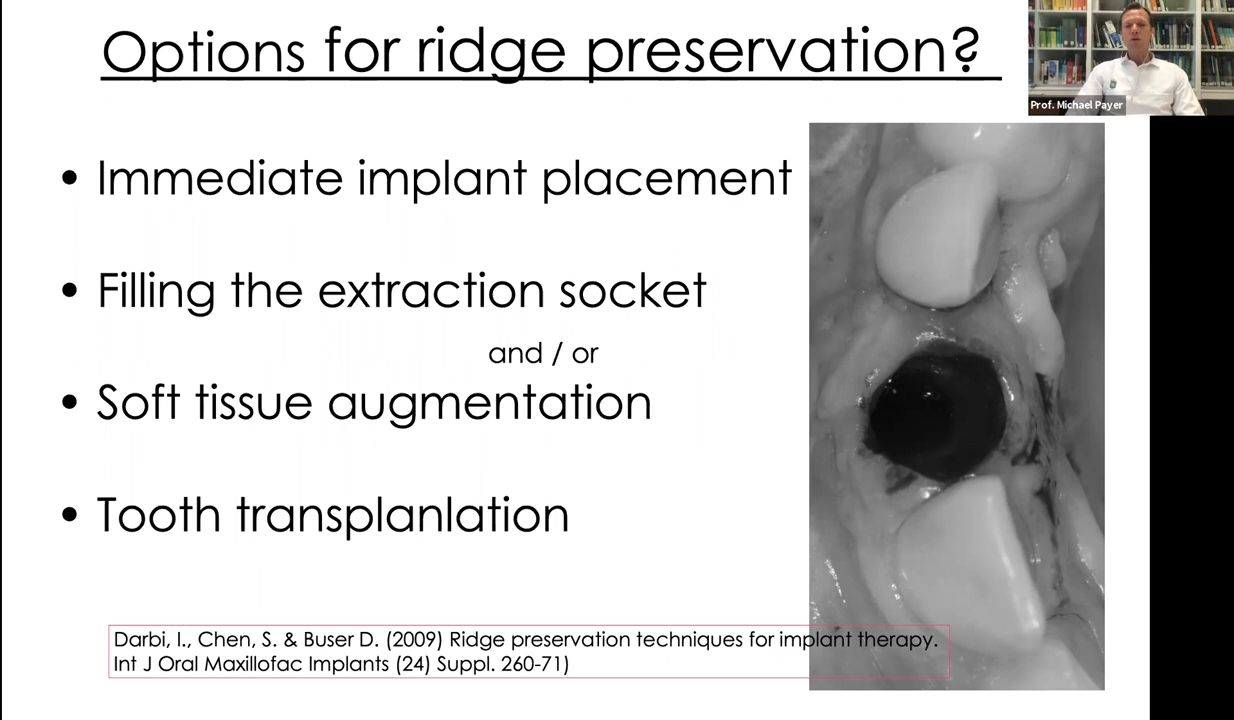 Options for ridge preservation?
Prof. Michael Payer
• Immediate implant placement
• Filling the extraction socket
and / or
• Soft tissue augmentation
• Tooth transplanlation
Darbi, I., Chen, S. & Buser D. (2009) Ridge preservation techniques for implant therapy.
Int J Oral Maxillofac Implants (24) Suppl. 260-71)